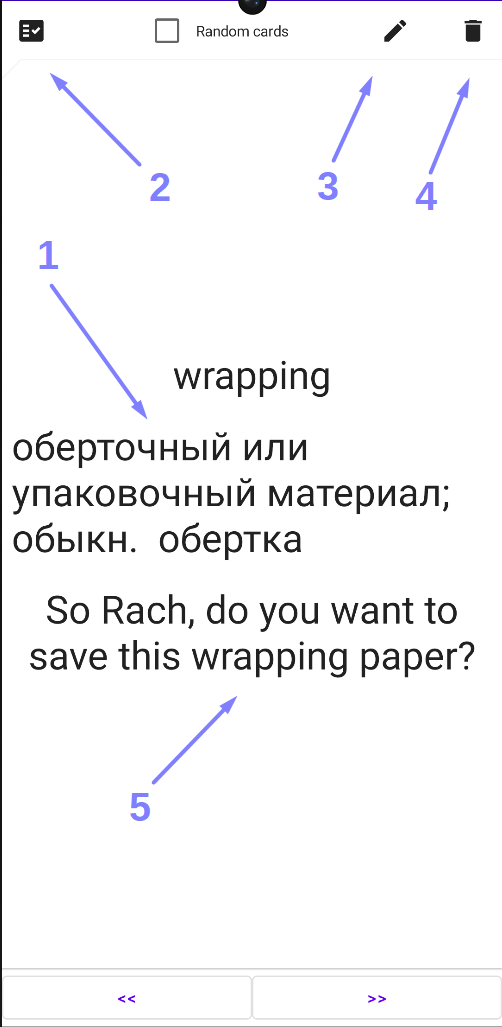 Random cards
2
3
4
1
wrapping
оберточный или
упаковочный материал;
обыкн.  обертка
So Rach, do you want to
save this wrapping paper?
5
<<
>>